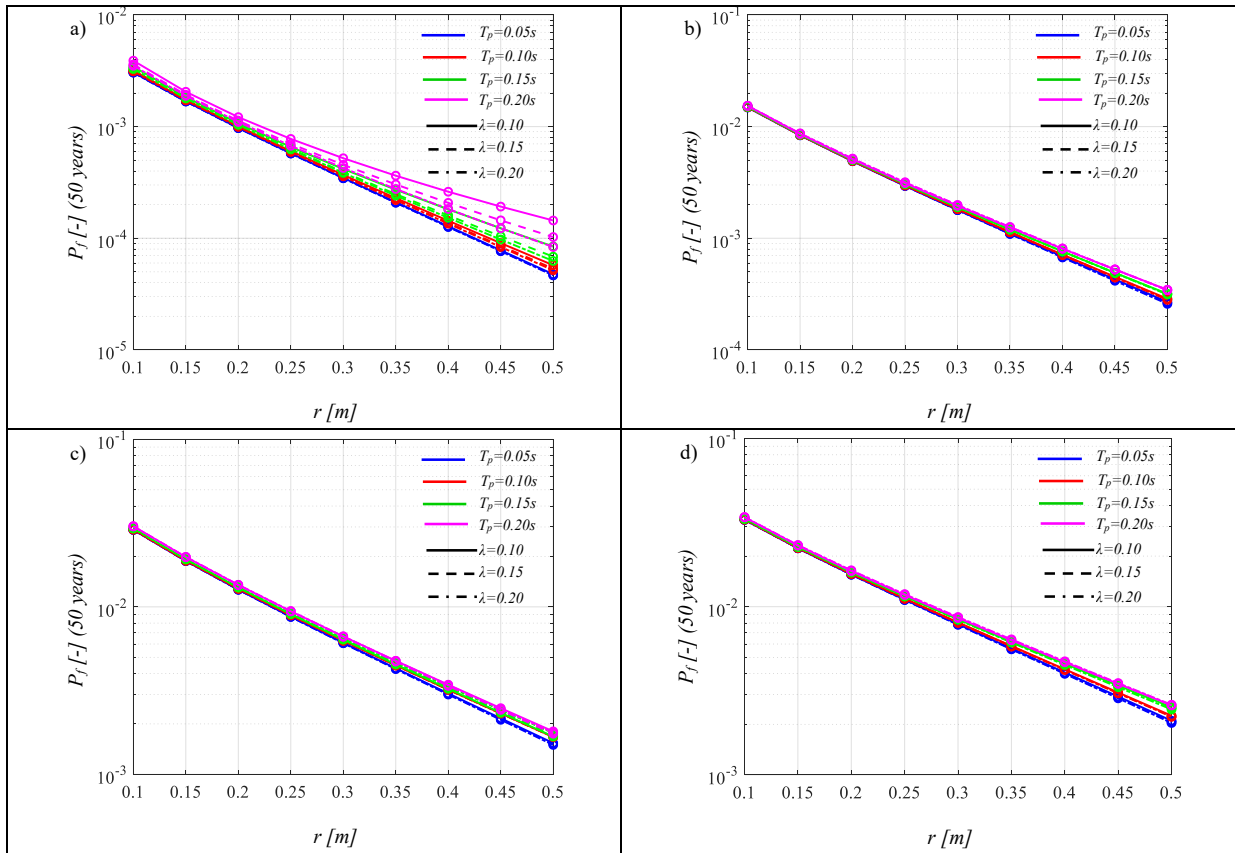 a)
10^-2
10^-3
10^-4
10^-5
P_f [-] (50 years)
T_p=0.05s
T_p=0.10s
T_p=0.15s
T_p=0.20s
λ=0.10
λ=0.15
λ=0.20
0.1 0.15 0.2 0.25 0.3 0.35 0.4 0.45 0.5
r [m]
b)
10^-1
10^-2
10^-3
10^-4
P_f [-] (50 years)
T_p=0.05s
T_p=0.10s
T_p=0.15s
T_p=0.20s
λ=0.10
λ=0.15
λ=0.20
0.1 0.15 0.2 0.25 0.3 0.35 0.4 0.45 0.5
r [m]
c)
10^-1
10^-2
10^-3
P_f [-] (50 years)
T_p=0.05s
T_p=0.10s
T_p=0.15s
T_p=0.20s
λ=0.10
λ=0.15
λ=0.20
0.1 0.15 0.2 0.25 0.3 0.35 0.4 0.45 0.5
r [m]
d)
10^-1
10^-2
10^-3
P_f [-] (50 years)
T_p=0.05s
T_p=0.10s
T_p=0.15s
T_p=0.20s
λ=0.10
λ=0.15
λ=0.20
0.1 0.15 0.2 0.25 0.3 0.35 0.4 0.45 0.5
r [m]